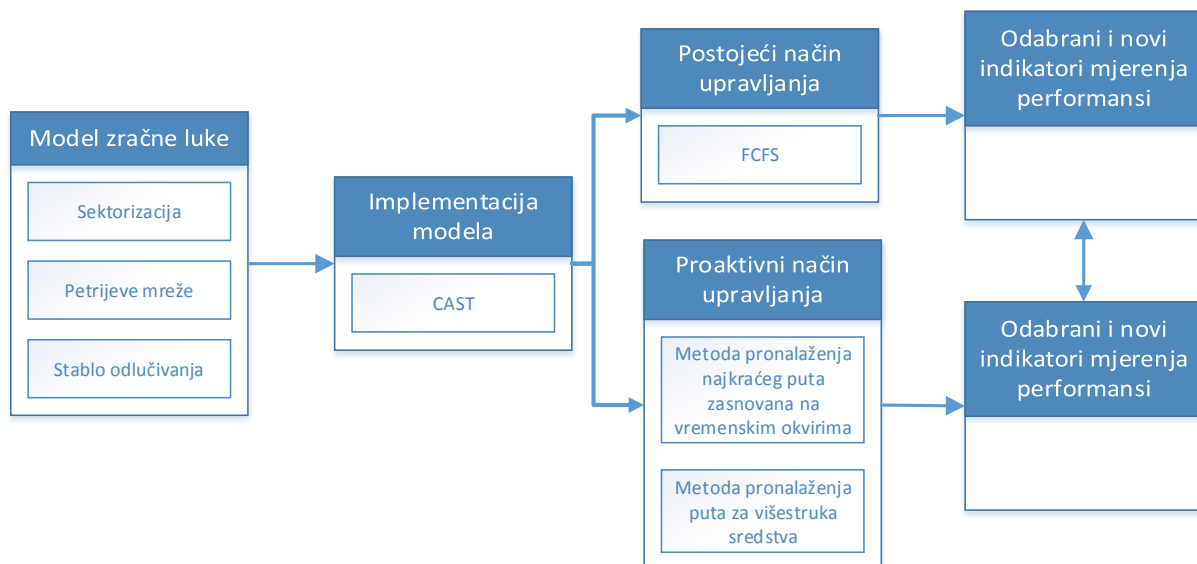 Model zračne luke
Sektorizacija
Petrijeve mreže
Stablo odlučivanja
Implementacija
modela
CAST
Postojeći način
upravljanja
FCFS
Proaktivni način
upravljanja
Metoda pronalaženja
najkraćeg puta
zasnovana na
vremenskim okvirima
Metoda pronalaženja
puta za višestruka
sredstva
Odabrani i novi
indikatori mjerenja
performansi
Odabrani i novi
indikatori mjerenja
performansi